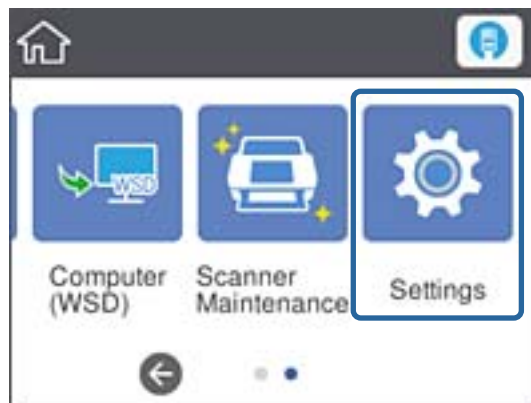 WSD
Computer
(WSD)
Scanner
Maintenance
Settings